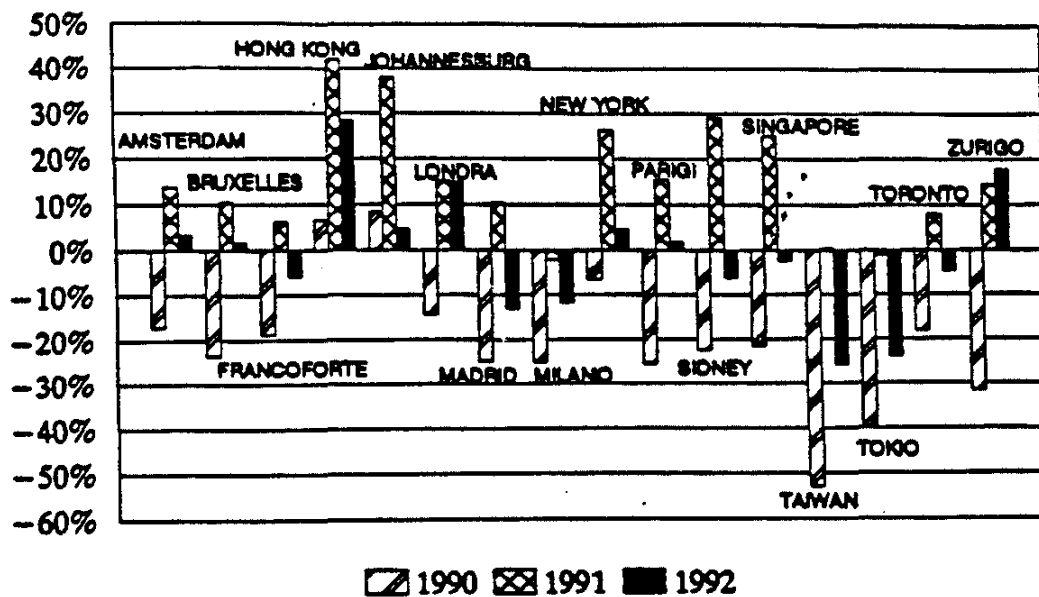 50%
HONG KONG
JOHANNESBURG
40%
NEW YORK
30%
SINGAPORE
AMSTERDAM
ZURIGO
20%
LONDRA
PARIGI
BRUXELLES
TORONTO
10%
0%
−10%
−20%
FRANCOFORTE
MADRID
MILANO
SIDNEY
−30%
−40%
TOKIO
−50%
TAIWAN
−60%
1990 1991 1992